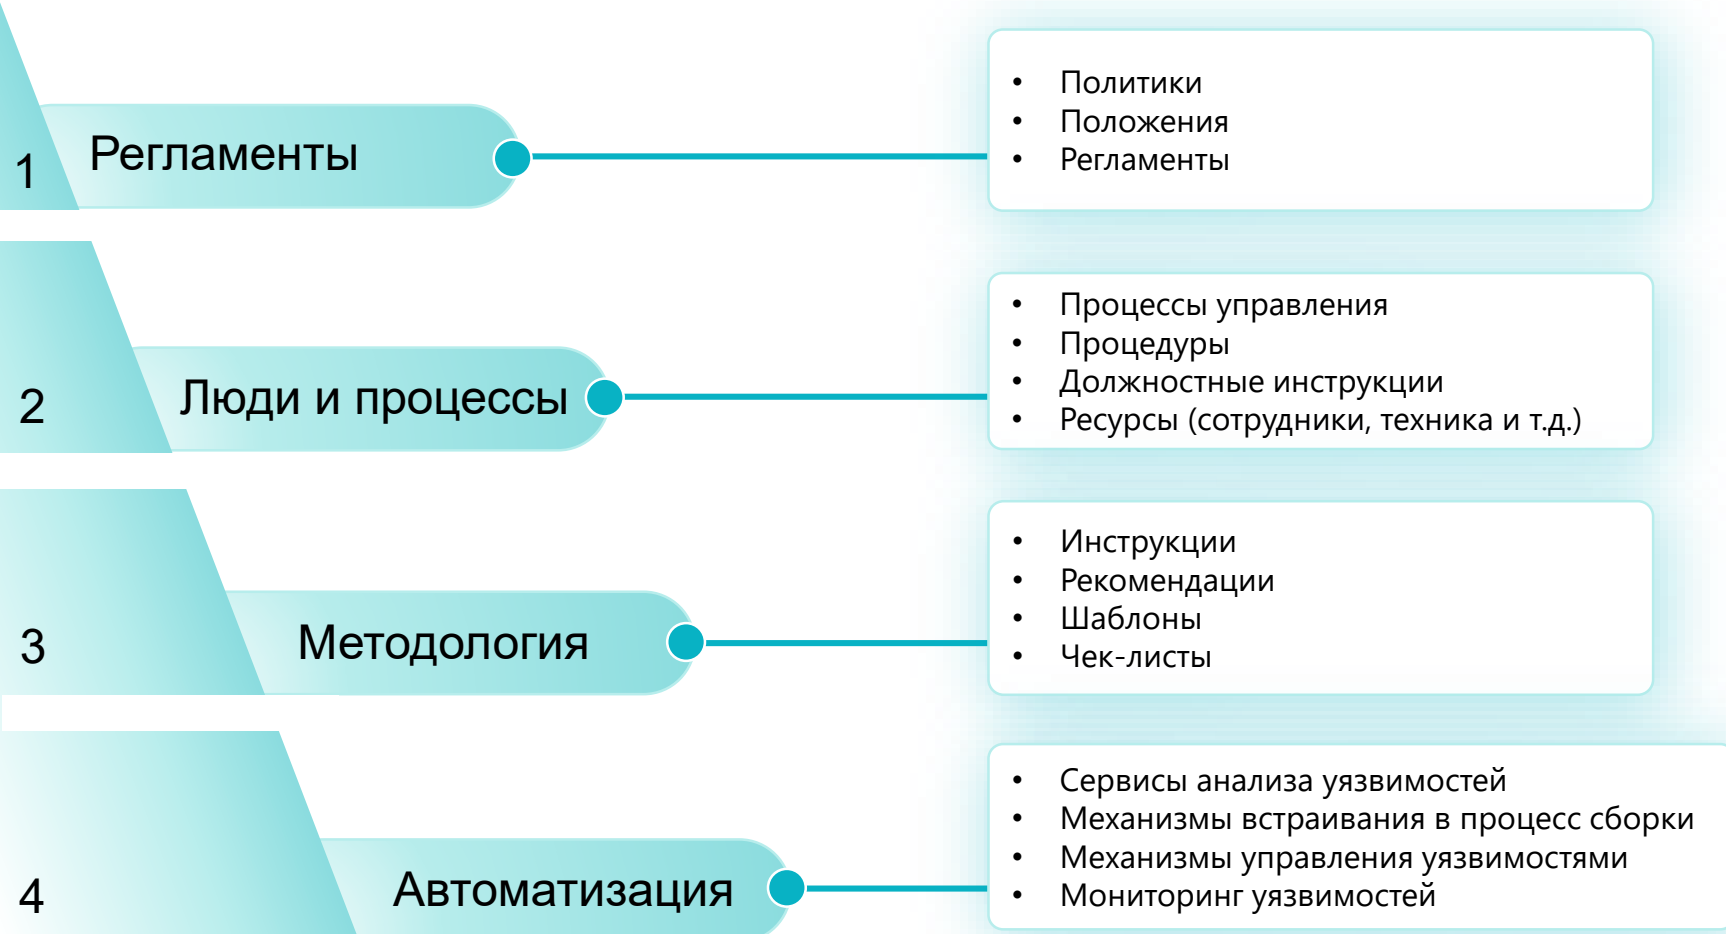 1
Регламенты
• Политики
• Положения
• Регламенты
2
Люди и процессы
• Процессы управления
• Процедуры
• Должностные инструкции
• Ресурсы (сотрудники, техника и т.д.)
3
Методология
• Инструкции
• Рекомендации
• Шаблоны
• Чек-листы
4
Автоматизация
• Сервисы анализа уязвимостей
• Механизмы встраивания в процесс сборки
• Механизмы управления уязвимостями
• Мониторинг уязвимостей